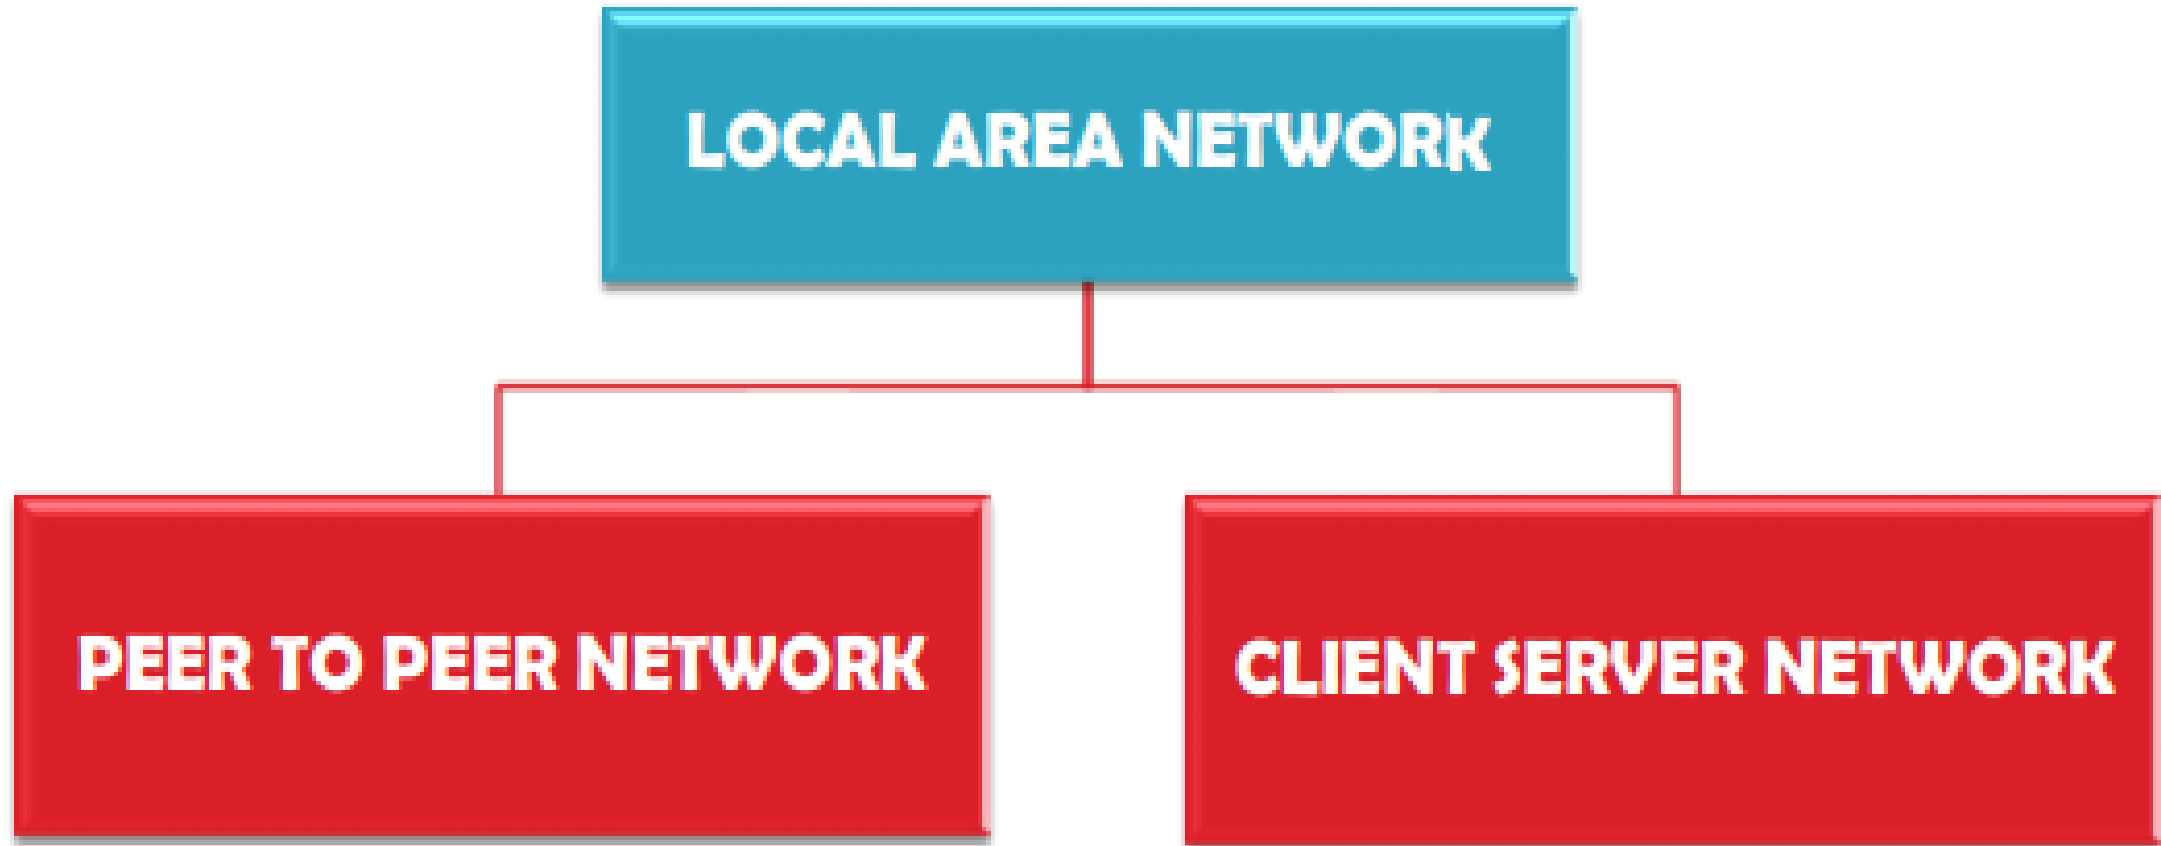 LOCAL AREA NETWORK
PEER TO PEER NETWORK
CLIENT SERVER NETWORK